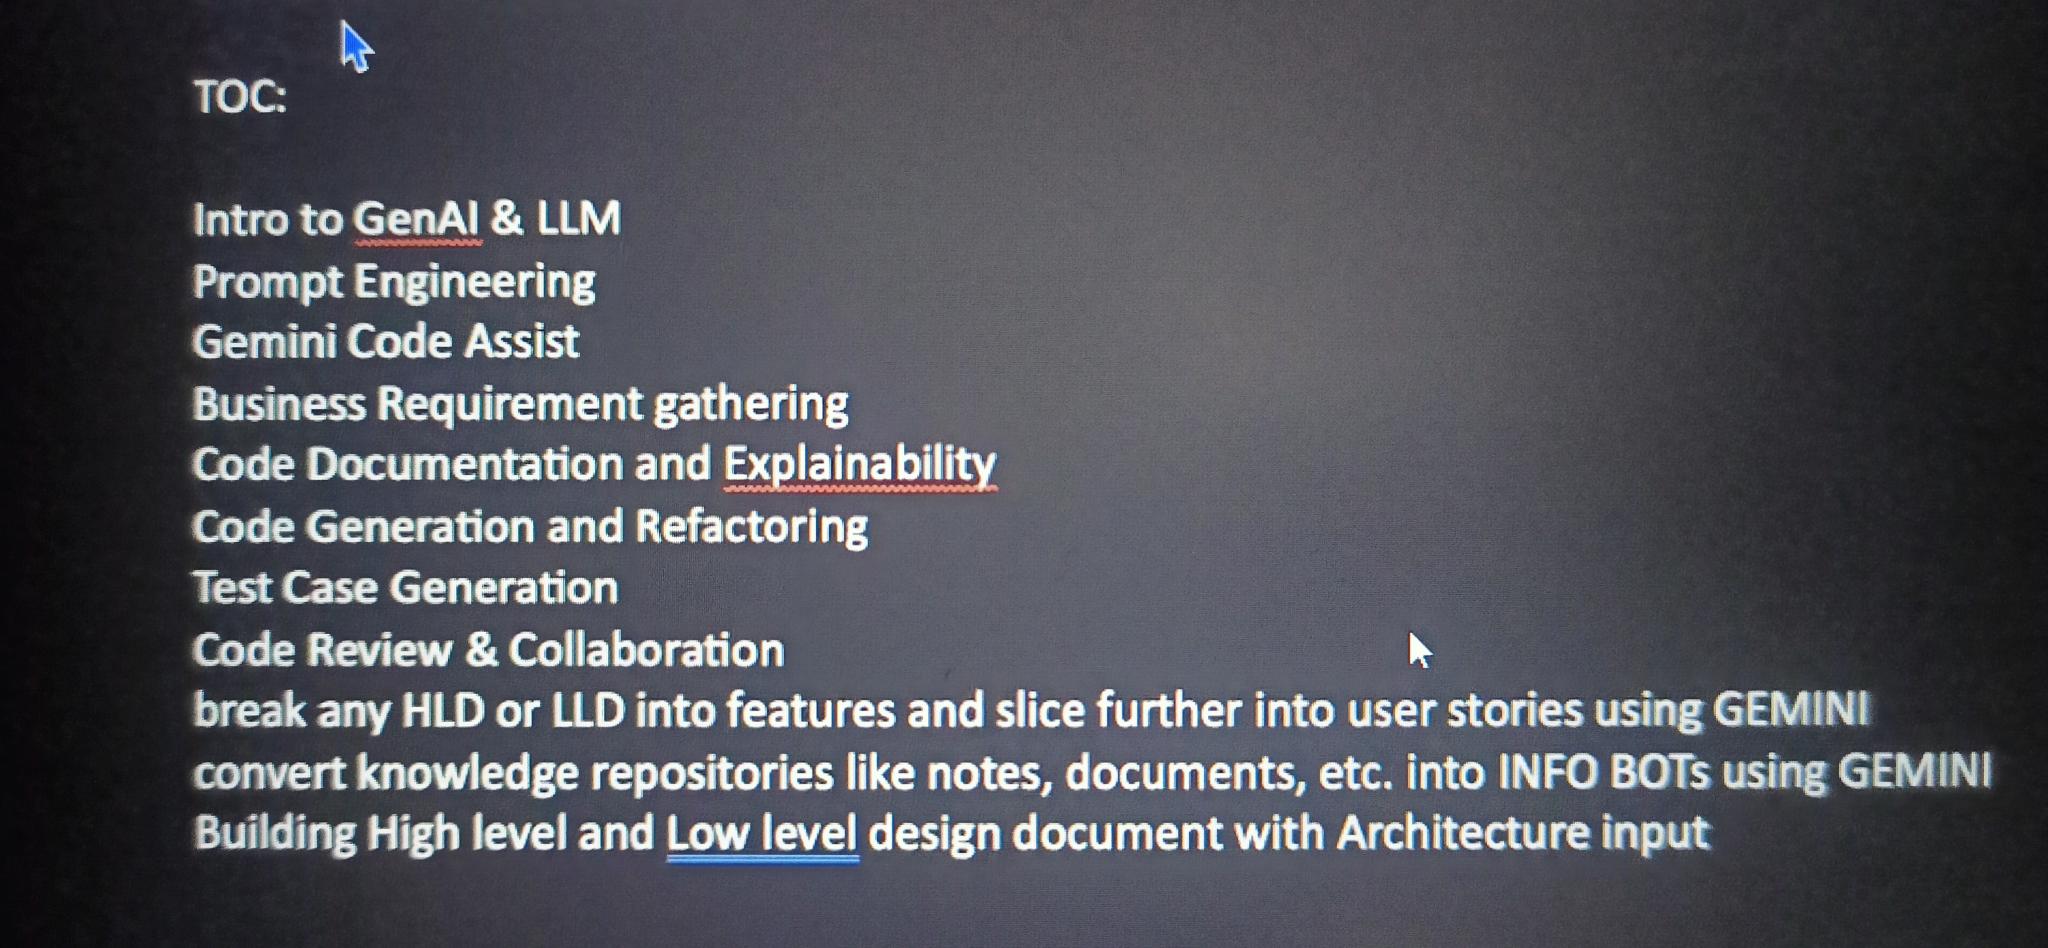 TOC:
Intro to GenAI & LLM
Prompt Engineering
Gemini Code Assist
Business Requirement gathering
Code Documentation and Explainability
Code Generation and Refactoring
Test Case Generation
Code Review & Collaboration
break any HLD or LLD into features and slice further into user stories using GEMINI
convert knowledge repositories like notes, documents, etc. into INFO BOTs using GEMINI
Building High level and Low level design document with Architecture input